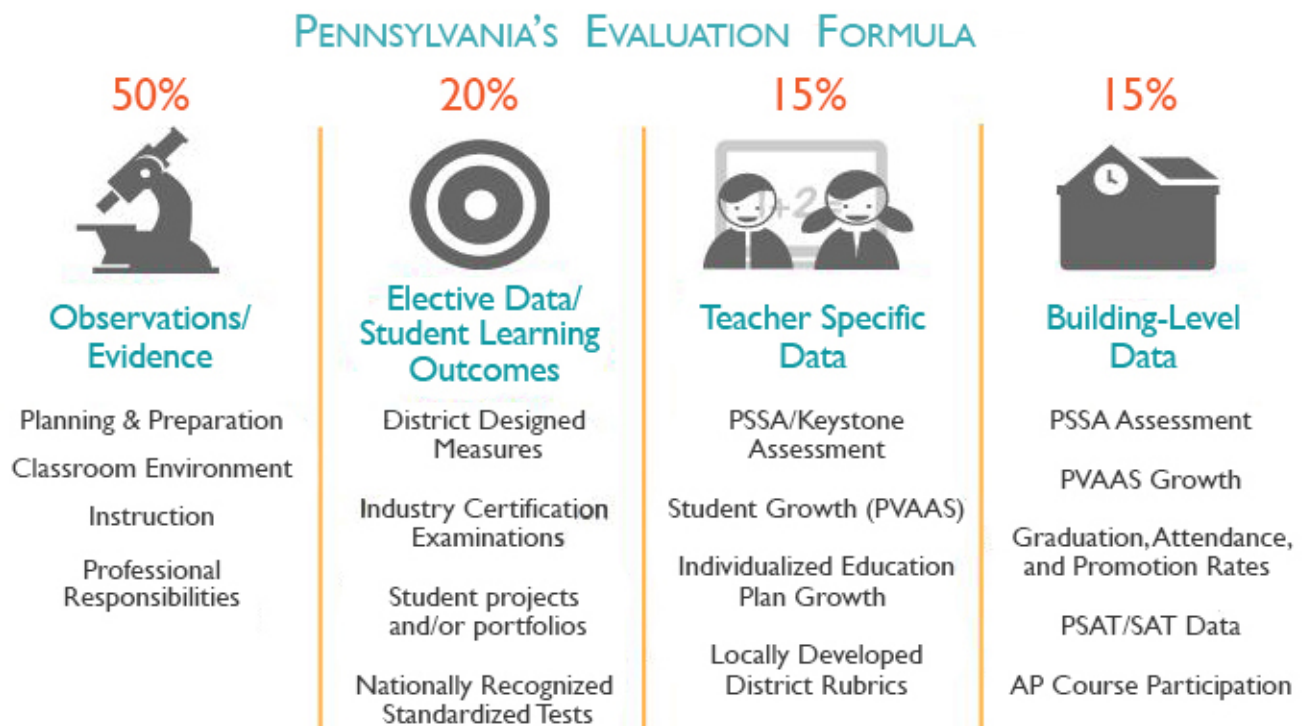 PENNSYLVANIA'S EVALUATION FORMULA
50%
Observations/
Evidence
Planning & Preparation
Classroom Environment
Instruction
Professional
Responsibilities
20%
Elective Data/
Student Learning
Outcomes
District Designed
Measures
Industry Certification
Examinations
Student projects
and/or portfolios
Nationally Recognized
Standardized Tests
15%
1+2=
Teacher Specific
Data
PSSA/Keystone
Assessment
Student Growth (PVAAS)
Individualized Education
Plan Growth
Locally Developed
District Rubrics
15%
Building-Level
Data
PSSA Assessment
PVAAS Growth
Graduation, Attendance,
and Promotion Rates
PSAT/SAT Data
AP Course Participation